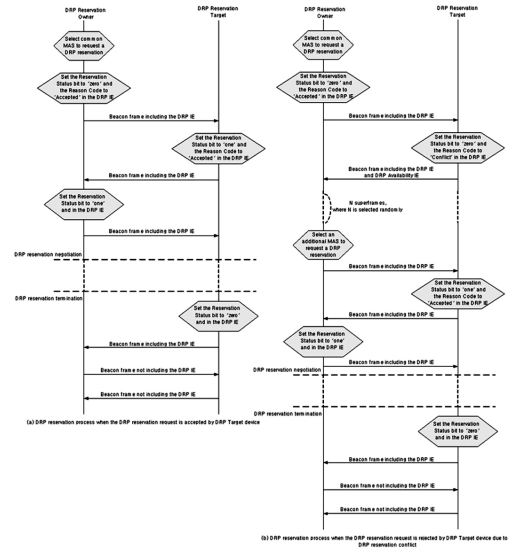 DRP Reservation
Owner
DRP Reservation
Target
Select common
MAS to request a
DRP reservation
Set the Reservation
Status bit to 'zero' and
the Reason Code to
'Accepted' in the DRP IE
Beacon frame including the DRP IE
Set the Reservation
Status bit to 'one' and
the Reason Code to
'Accepted' in the DRP IE
Beacon frame including the DRP IE
Set the Reservation
Status bit to 'one'
and in the DRP IE
Beacon frame including the DRP IE
DRP reservation negotiation
DRP reservation termination
Set the Reservation
Status bit to 'zero'
and in the DRP IE
Beacon frame including the DRP IE
Beacon frame not including the DRP IE
Beacon frame not including the DRP IE
(a) DRP reservation process when the DRP reservation request is accepted by DRP Target device
DRP Reservation
Owner
DRP Reservation
Target
Select common
MAS to request a
DRP reservation
Set the Reservation
Status bit to 'zero' and
the Reason Code to
'Accepted' in the DRP IE
Beacon frame including the DRP IE
Set the Reservation
Status bit to 'zero' and
the Reason Code to
'Conflict' in the DRP IE
Beacon frame including the DRP IE
and DRP Availability IE
N superframes,
where N is selected randomly
Select an
additional MAS to
request a DRP
reservation
Beacon frame including the DRP IE
Set the Reservation
Status bit to 'one' and
the Reason Code to
'Accepted' in the DRP IE
Beacon frame including the DRP IE
Set the Reservation
Status bit to 'one'
and in the DRP IE
Beacon frame including the DRP IE
DRP reservation negotiation
DRP reservation termination
Set the Reservation
Status bit to 'zero'
and in the DRP IE
Beacon frame including the DRP IE
Beacon frame not including the DRP IE
Beacon frame not including the DRP IE
(b) DRP reservation process when the DRP reservation request is rejected by DRP Target device due to
DRP reservation conflict